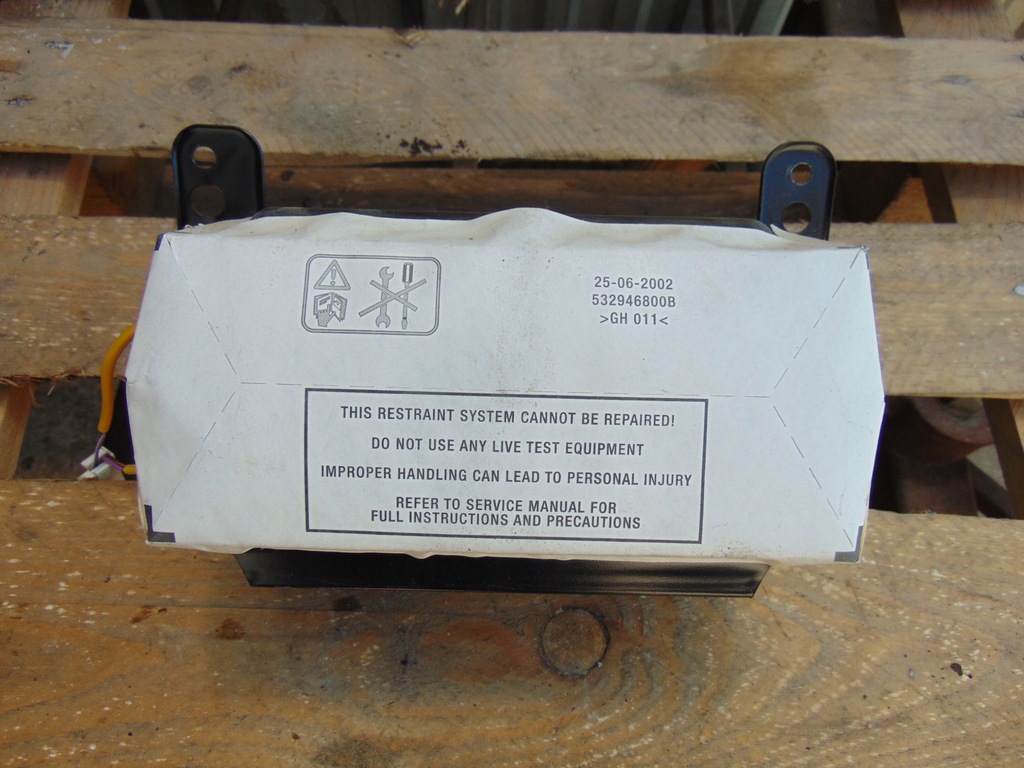 25-06-2002
532946800B
>GH 011<
THIS RESTRAINT SYSTEM CANNOT BE REPAIRED!
DO NOT USE ANY LIVE TEST EQUIPMENT
IMPROPER HANDLING CAN LEAD TO PERSONAL INJURY
REFER TO SERVICE MANUAL FOR
FULL INSTRUCTIONS AND PRECAUTIONS